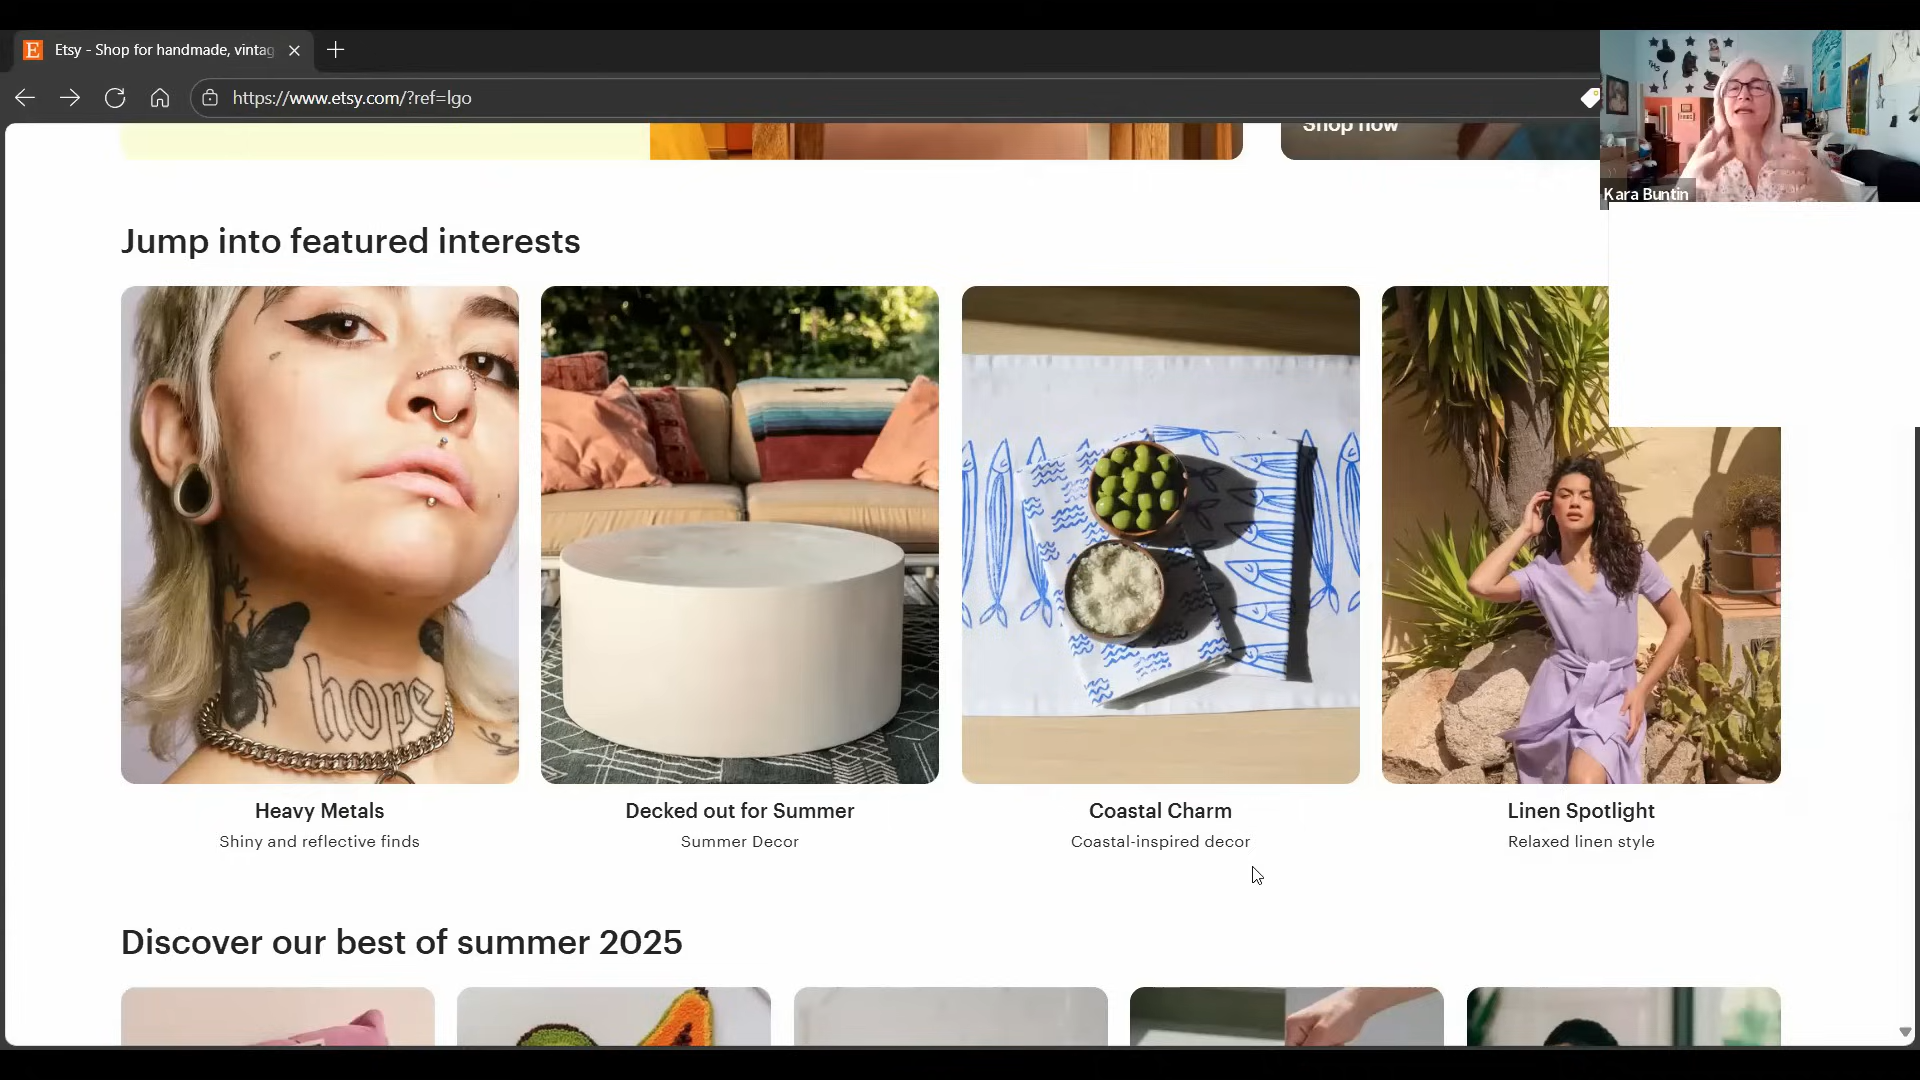 Etsy - Shop for handmade, vintag
https://www.etsy.com/?ref=lgo
Shop now
Kara Buntin
Jump into featured interests
hope
Heavy Metals
Shiny and reflective finds
Decked out for Summer
Summer Decor
Coastal Charm
Coastal-inspired decor
Linen Spotlight
Relaxed linen style
Discover our best of summer 2025